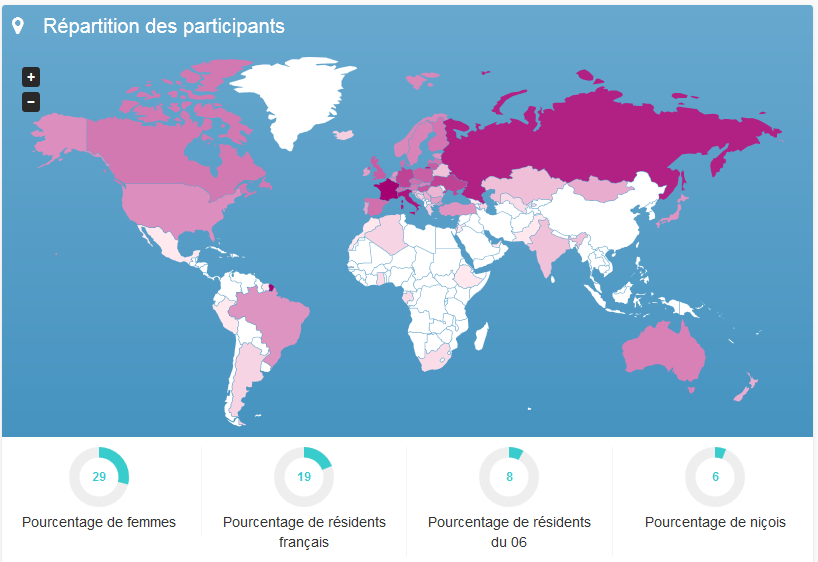 Répartition des participants
+
−
29
19
8
6
Pourcentage de femmes
Pourcentage de résidents
français
Pourcentage de résidents
du 06
Pourcentage de niçois